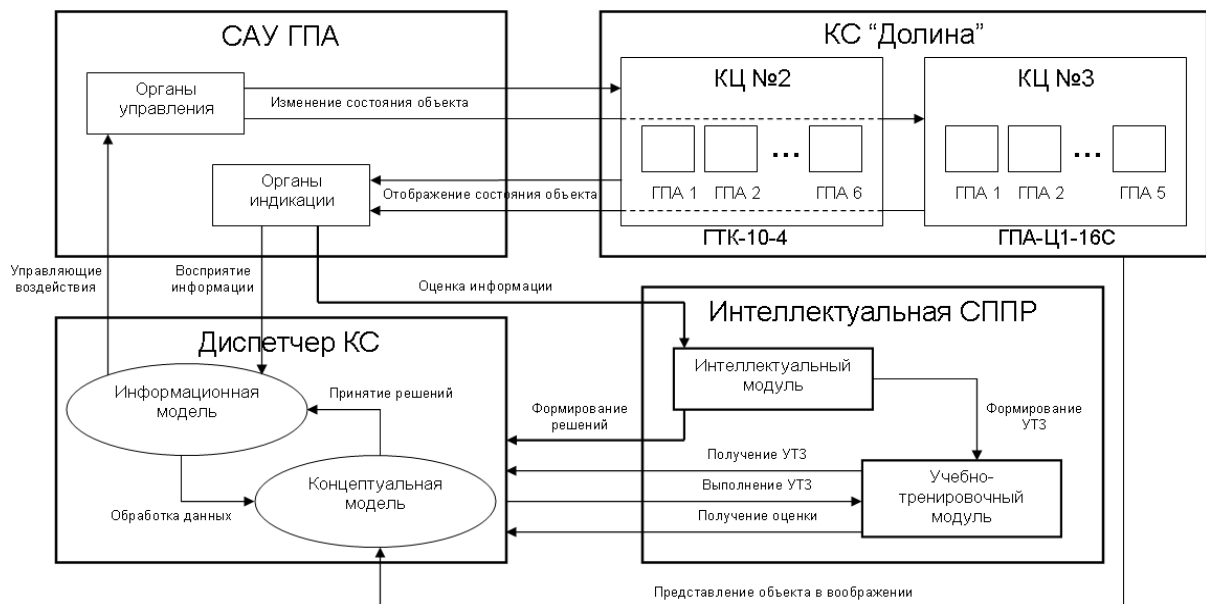 САУ ГПА
Органы
управления
Изменение состояния объекта
Органы
индикации
Отображение состояния объекта
КС “Долина”
КЦ №2
ГПА 1
ГПА 2
...
ГПА 6
ГТК-10-4
КЦ №3
ГПА 1
ГПА 2
...
ГПА 5
ГПА-Ц1-16С
Управляющие
воздействия
Восприятие
информации
Оценка информации
Диспетчер КС
Информационная
модель
Принятие решений
Концептуальная
модель
Обработка данных
Интеллектуальная СППР
Интеллектуальный
модуль
Формирование
решений
Формирование
УТЗ
Получение УТЗ
Выполнение УТЗ
Получение оценки
Учебно-
тренировочный
модуль
Представление объекта в воображении